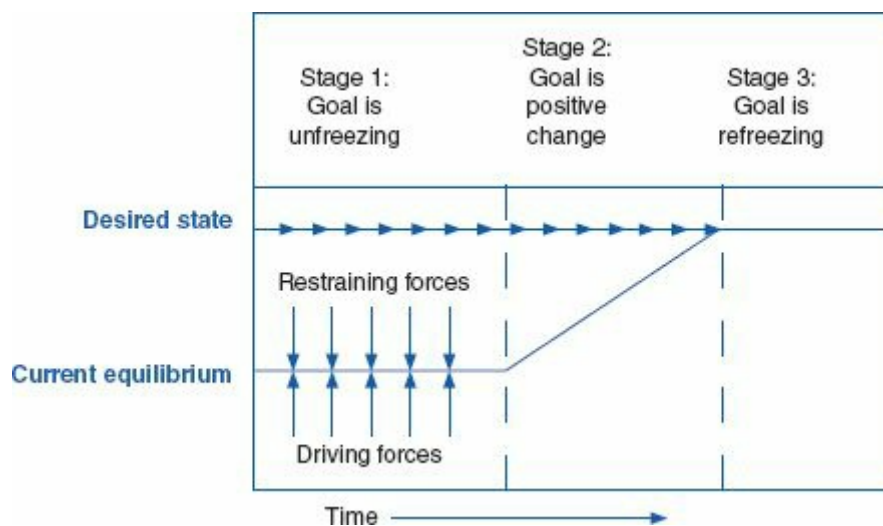 Stage 1:
Goal is
unfreezing
Stage 2:
Goal is
positive
change
Stage 3:
Goal is
refreezing
Desired state
Restraining forces
Current equilibrium
Driving forces
Time